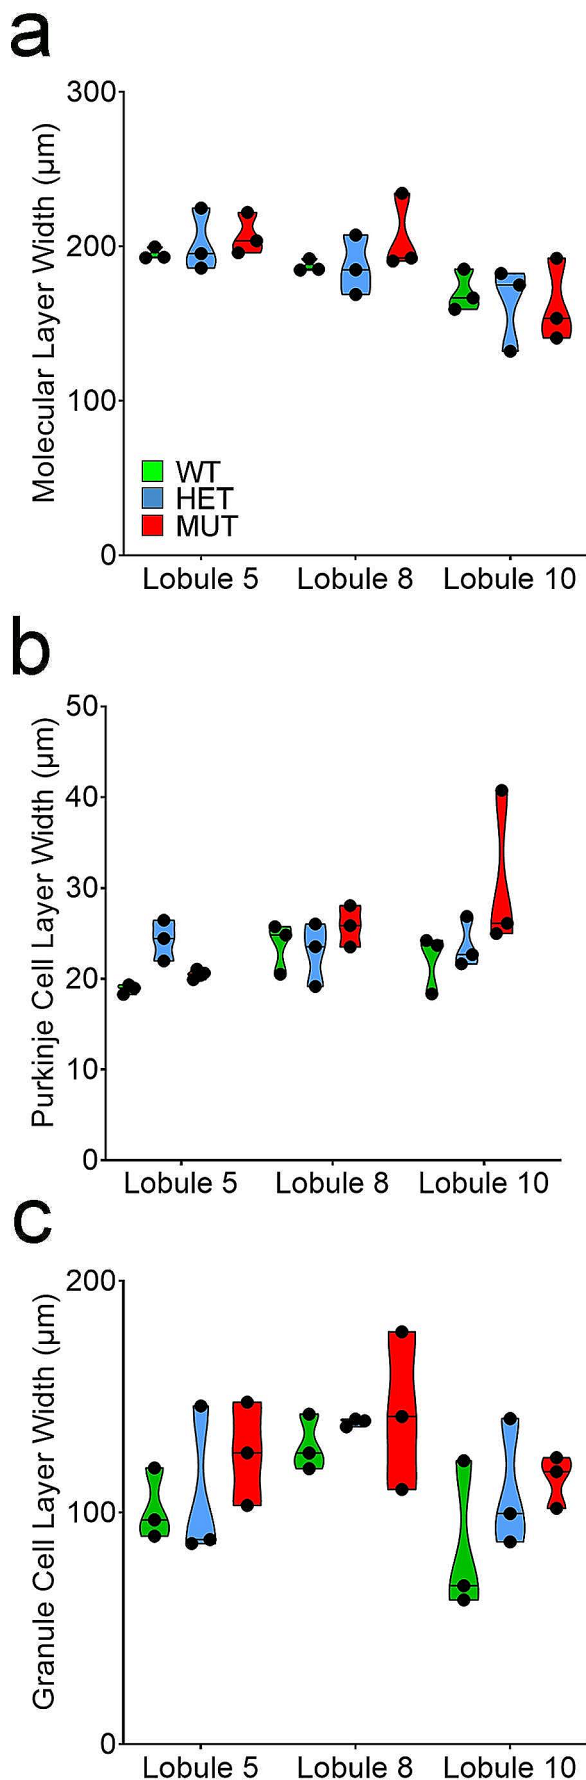 a
Molecular Layer Width (µm)
300
200
100
0
WT
HET
MUT
Lobule 5 Lobule 8 Lobule 10
b
Purkinje Cell Layer Width (µm)
50
40
30
20
10
0
Lobule 5 Lobule 8 Lobule 10
c
Granule Cell Layer Width (µm)
200
100
0
Lobule 5 Lobule 8 Lobule 10